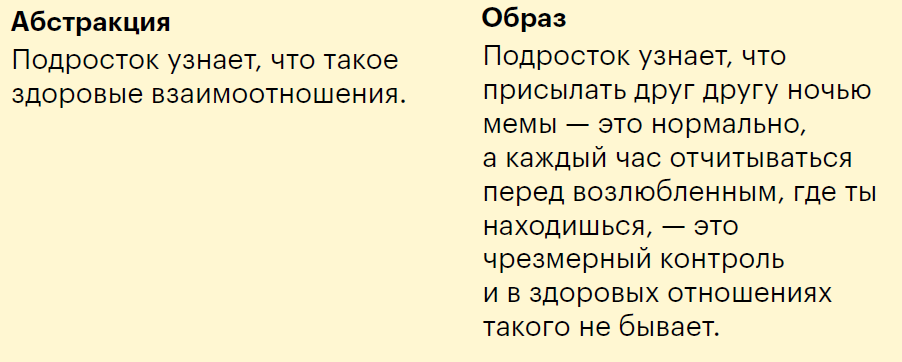 Абстракция
Подросток узнает, что такое
здоровые взаимоотношения.
Образ
Подросток узнает, что
присылать друг другу ночью
мемы — это нормально,
а каждый час отчитываться
перед возлюбленным, где ты
находишься, — это
чрезмерный контроль
и в здоровых отношениях
такого не бывает.